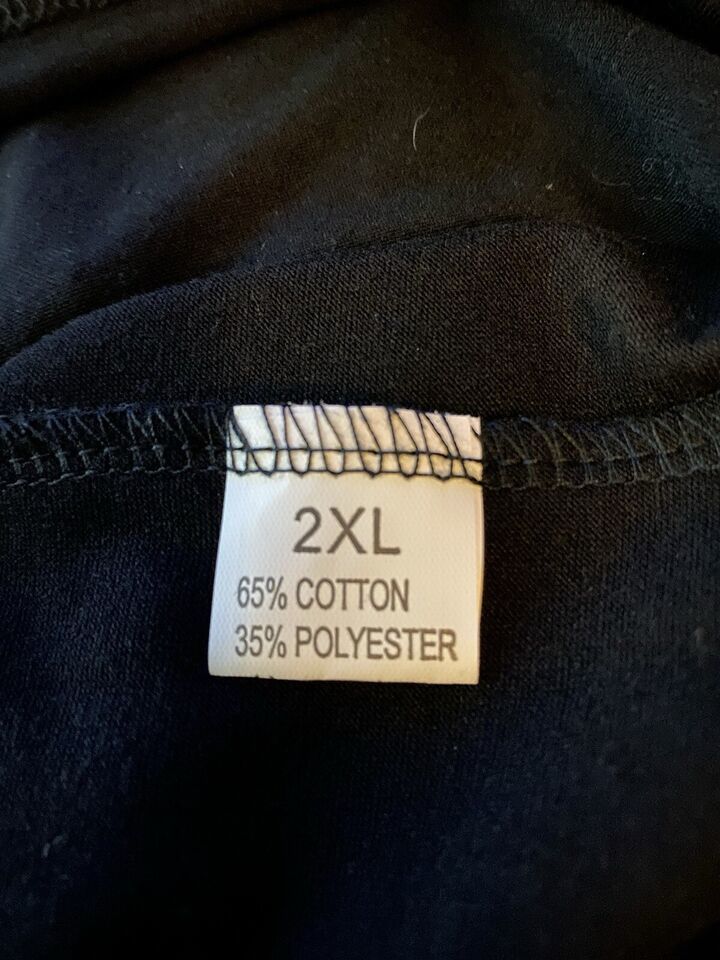 2XL
65% COTTON
35% POLYESTER